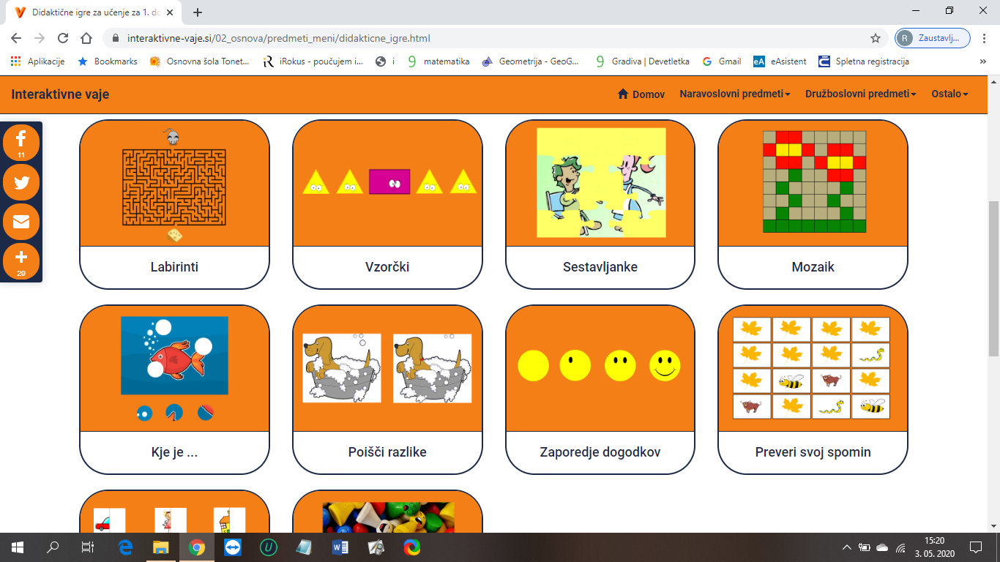 Didaktične igre za učenje za 1. do
interaktivne-vaje.si/02_osnova/predmeti_meni/didakticne_igre.html
R Zaustavlj...
Aplikacije Bookmarks Osnovna šola Tonet... iRokus - poučujem i... i matematika Geometrija - GeoG... Gradiva | Devetletka Gmail eAsistent Spletna registracija »
Interaktivne vaje Domov Naravoslovni predmeti Družboslovni predmeti Ostalo
11
29
Labirinti Vzorčki Sestavljanke Mozaik
Kje je ... Poišči razlike Zaporedje dogodkov Preveri svoj spomin
15:20
3. 05. 2020